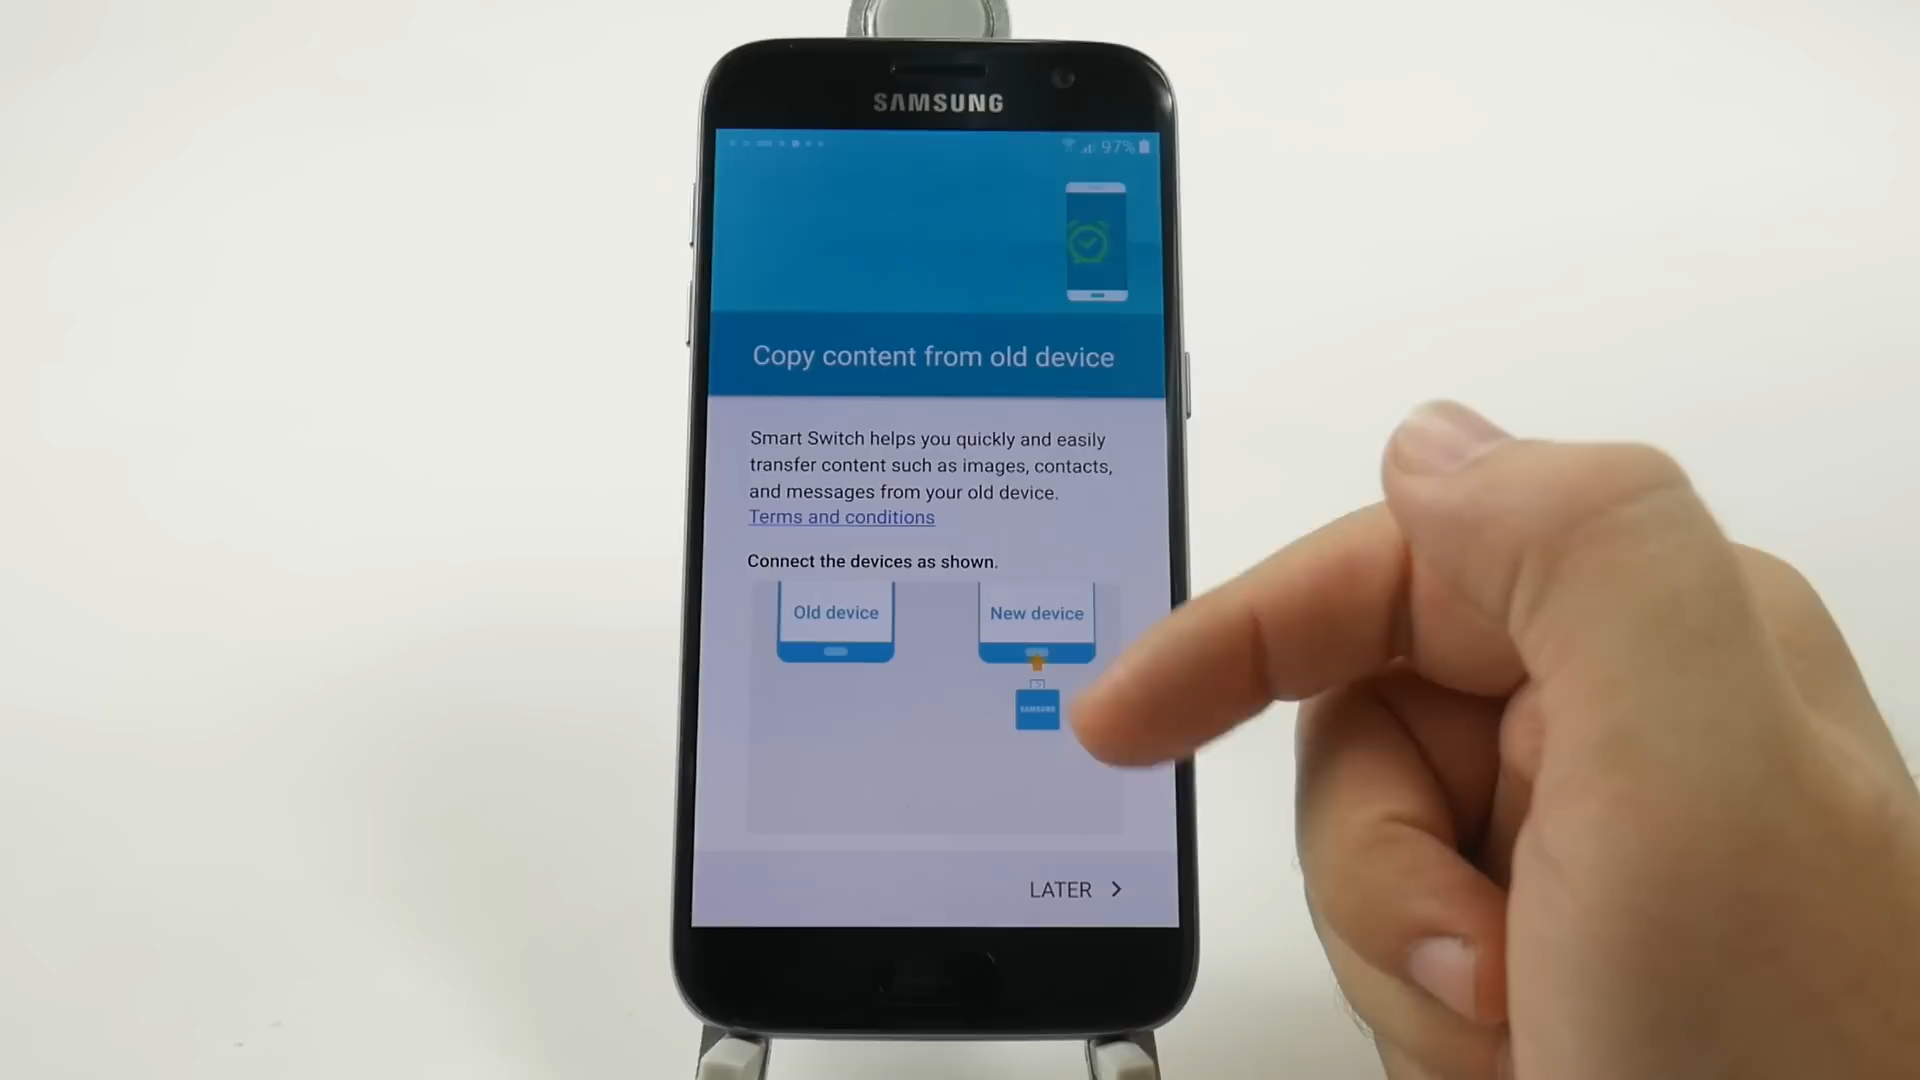 SAMSUNG
97%
Copy content from old device
Smart Switch helps you quickly and easily
transfer content such as images, contacts,
and messages from your old device.
Terms and conditions
Connect the devices as shown.
Old device
New device
SAMSUNG
LATER